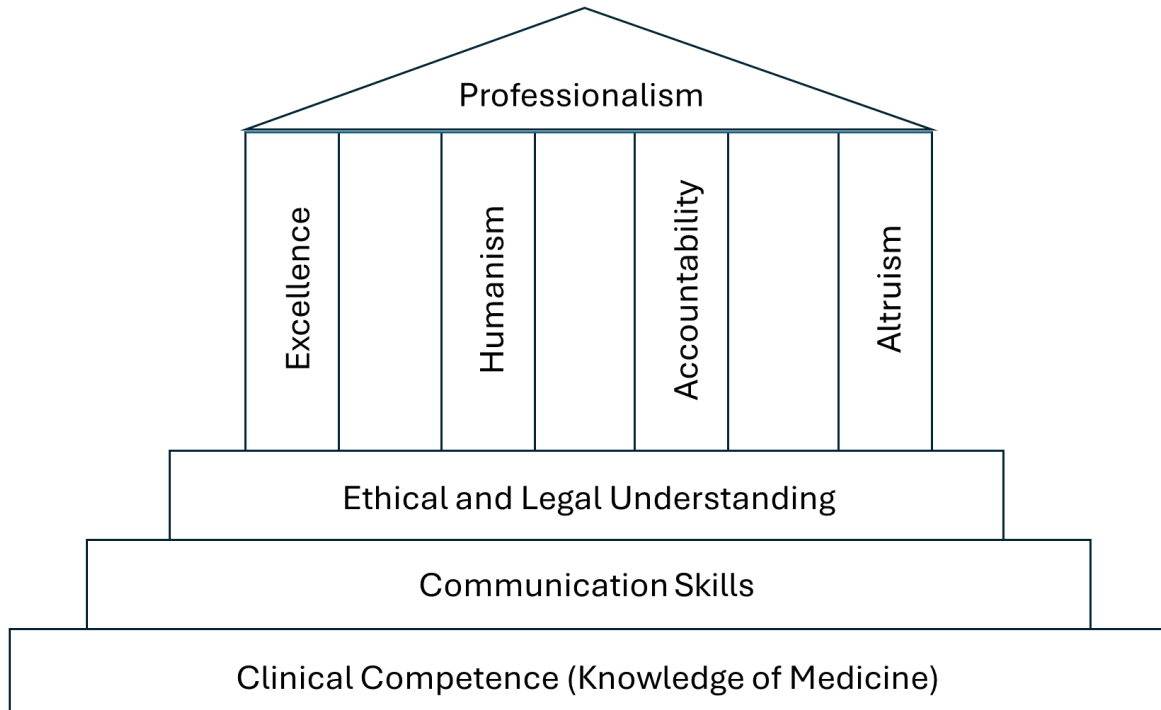 Professionalism
Excellence
Humanism
Accountability
Altruism
Ethical and Legal Understanding
Communication Skills
Clinical Competence (Knowledge of Medicine)